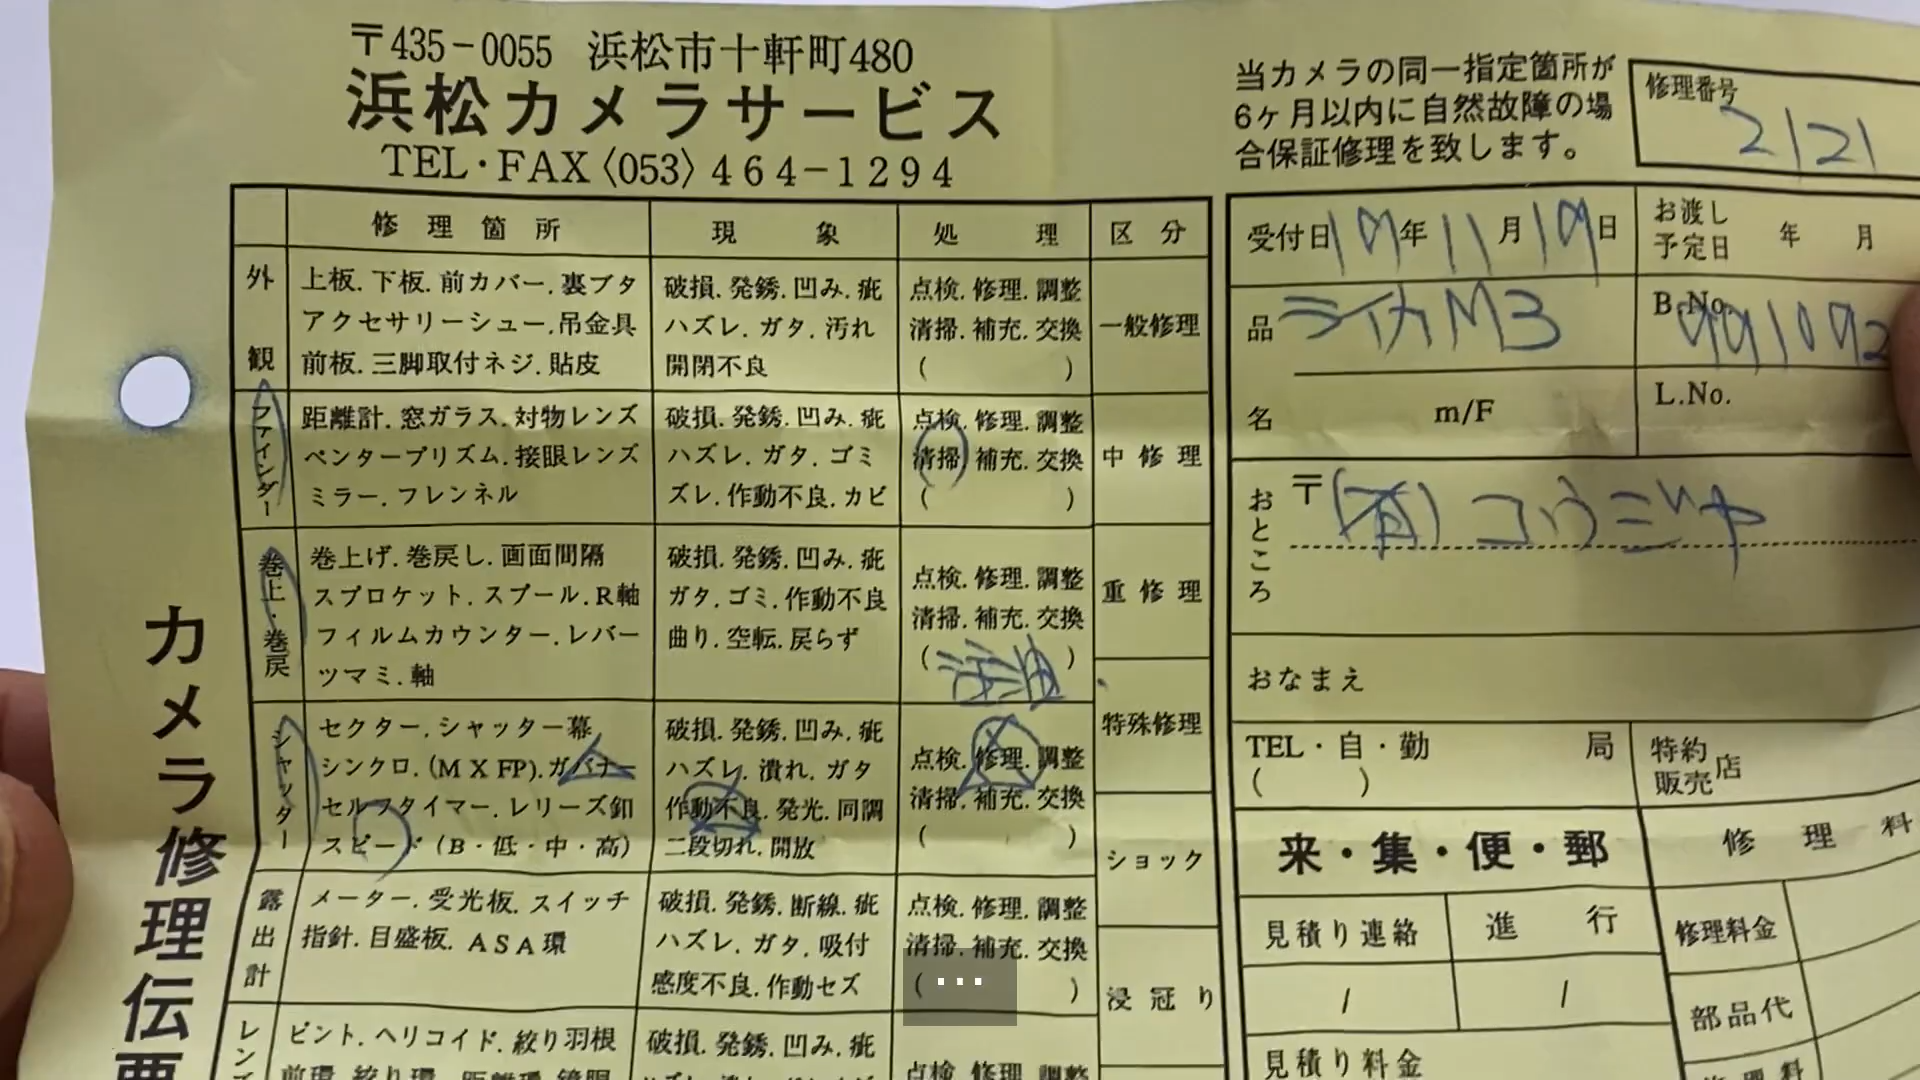 〒435-0055 浜松市十軒町480
浜松カメラサービス
TEL・FAX〈053〉464-1294
カメラ修理伝票
修理箇所 現象 処理 区分
外観
上板.下板.前カバー.裏ブタ
アクセサリーシュー.吊金具
前板.三脚取付ネジ.貼皮
破損.発銹.凹み.疵
ハズレ.ガタ.汚れ
開閉不良
点検.修理.調整
清掃.補充.交換
( )
一般修理
ファインダー
距離計.窓ガラス.対物レンズ
ペンタープリズム.接眼レンズ
ミラー.フレンネル
破損.発銹.凹み.疵
ハズレ.ガタ.ゴミ
ズレ.作動不良.カビ
点検.修理.調整
清掃.補充.交換
( )
中修理
巻上・巻戻
巻上げ.巻戻し.画面間隔
スプロケット.スプール.R軸
フィルムカウンター.レバー
ツマミ.軸
破損.発銹.凹み.疵
ガタ.ゴミ.作動不良
曲り.空転.戻らず
点検.修理.調整
清掃.補充.交換
(注油)
重修理
特殊修理
シャッター
セクター.シャッター幕
シンクロ.(MXFP).ガバナー
セルフタイマー.レリーズ釦
スピード(B・低・中・高)
破損.発銹.凹み.疵
ハズレ.潰れ.ガタ
作動不良.発光.同調
二段切れ.開放
点検.修理.調整
清掃.補充.交換
( )
ショック
露出計
メーター.受光板.スイッチ
指針.目盛板.ASA環
破損.発銹.断線.疵
ハズレ.ガタ.吸付
感度不良.作動セズ
点検.修理.調整
清掃.補充.交換
( )
浸冠り
レン
ピント.ヘリコイド.絞り羽根
破損.発銹.凹み.疵
点検.修理.調整
当カメラの同一指定箇所が
6ヶ月以内に自然故障の場
合保証修理を致します。
修理番号
2121
受付日19年11月19日
お渡し予定日 年 月
品名
ライカM3
B.No.
991092
m/F
L.No.
おところ
〒(有)コウジヤ
おなまえ
TEL・自・勤 局
( )
特約販売店
来・集・便・郵
修理料
見積り連絡 進行
修理料金
/ /
部品代
見積り料金